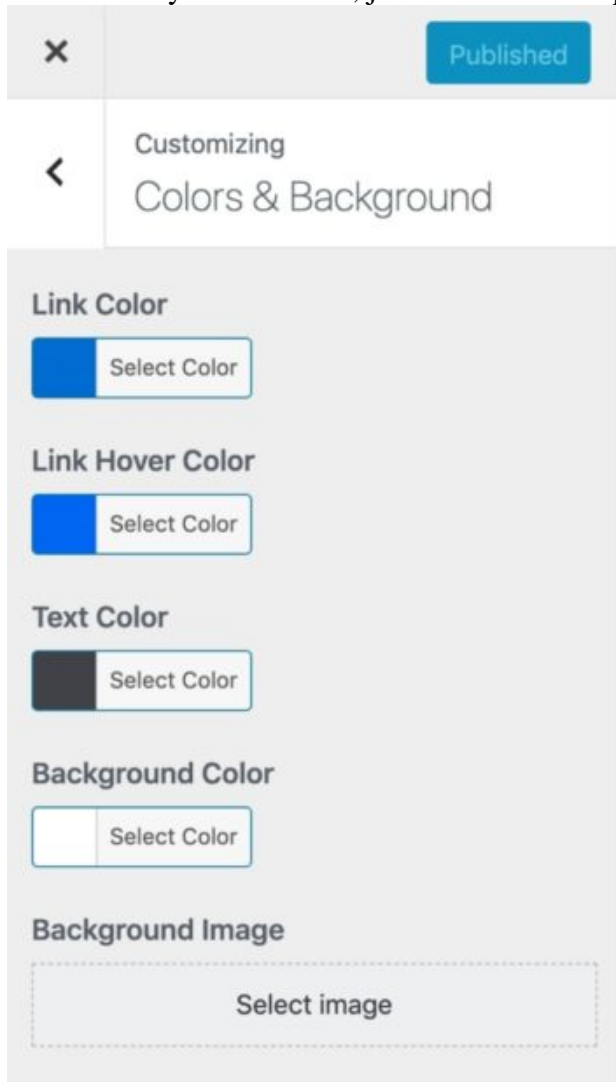 Published
Customizing
Colors & Background
Link Color
Select Color
Link Hover Color
Select Color
Text Color
Select Color
Background Color
Select Color
Background Image
Select image